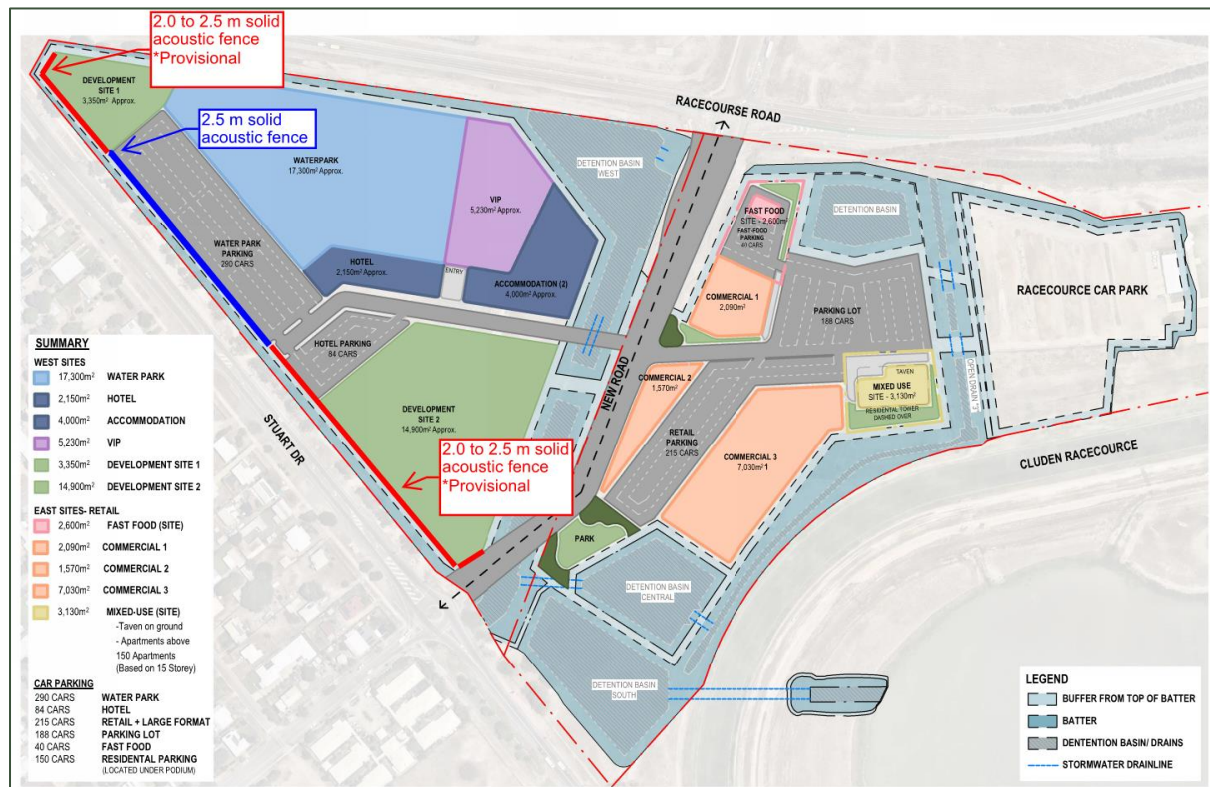 2.0 to 2.5 m solid
acoustic fence
*Provisional
2.5 m solid
acoustic fence
DEVELOPMENT
SITE 1
3,350m² Approx.
WATERPARK
17,300m² Approx.
VIP
5,230m² Approx.
WATER PARK
PARKING
290 CARS
HOTEL
2,150m² Approx.
ENTRY
ACCOMMODATION (2)
4,000m² Approx.
HOTEL PARKING
84 CARS
DEVELOPMENT
SITE 2
14,900m² Approx.
2.0 to 2.5 m solid
acoustic fence
*Provisional
STUART DR
DETENTION BASIN
WEST
RACECOURSE ROAD
NEW ROAD
FAST FOOD
SITE - 2,600m²
FAST-FOOD
PARKING
40 CARS
COMMERCIAL 1
2,090m²
DETENTION BASIN
PARKING LOT
188 CARS
RACECOURCE CAR PARK
OPEN DRAIN "3"
TAVEN
MIXED USE
SITE - 3,130m²
RESIDENTIAL TOWER
DASHED OVER
COMMERCIAL 2
1,570m²
RETAIL
PARKING
215 CARS
COMMERCIAL 3
7,030m² 1
CLUDEN RACECOURSE
PARK
DETENTION BASIN
CENTRAL
DETENTION BASIN
SOUTH
SUMMARY
WEST SITES
17,300m² WATER PARK
2,150m² HOTEL
4,000m² ACCOMMODATION
5,230m² VIP
3,350m² DEVELOPMENT SITE 1
14,900m² DEVELOPMENT SITE 2
EAST SITES- RETAIL
2,600m² FAST FOOD (SITE)
2,090m² COMMERCIAL 1
1,570m² COMMERCIAL 2
7,030m² COMMERCIAL 3
3,130m² MIXED-USE (SITE)
-Taven on ground
- Apartments above
150 Apartments
(Based on 15 Storey)
CAR PARKING
290 CARS WATER PARK
84 CARS HOTEL
215 CARS RETAIL + LARGE FORMAT
188 CARS PARKING LOT
40 CARS FAST FOOD
150 CARS RESIDENTAL PARKING
(LOCATED UNDER PODIUM)
LEGEND
BUFFER FROM TOP OF BATTER
BATTER
DENTENTION BASIN/ DRAINS
STORMWATER DRAINLINE